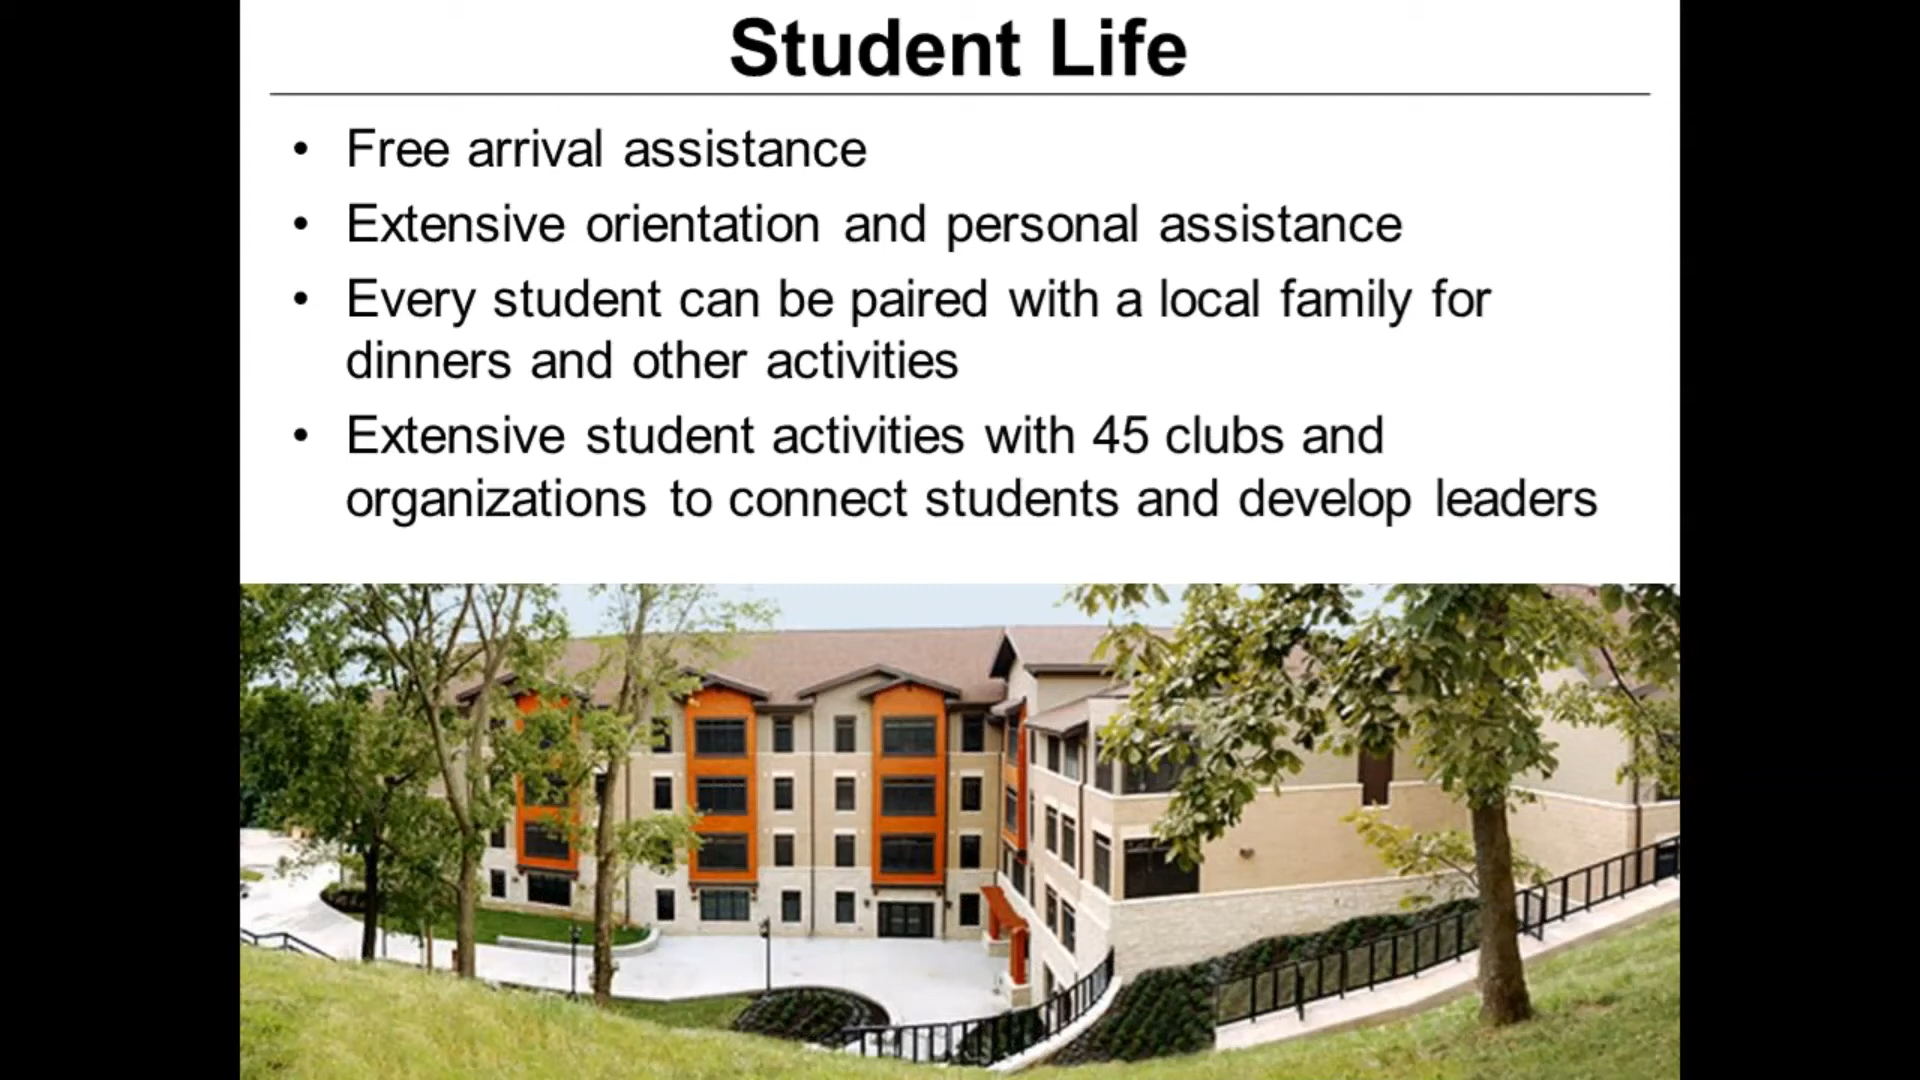 Student Life
• Free arrival assistance
• Extensive orientation and personal assistance
• Every student can be paired with a local family for
dinners and other activities
• Extensive student activities with 45 clubs and
organizations to connect students and develop leaders